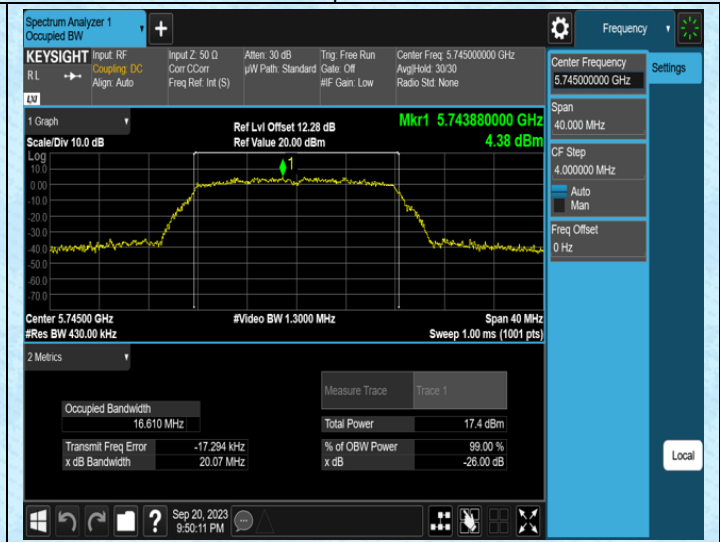 Spectrum Analyzer 1
Occupied BW
+
Frequency
KEYSIGHT
RL
LXI
Input: RF
Coupling: DC
Align: Auto
Input Z: 50 Ω
Corr CCorr
Freq Ref: Int (S)
Atten: 30 dB
µW Path: Standard
Trig: Free Run
Gate: Off
#IF Gain: Low
Center Freq: 5.745000000 GHz
Avg|Hold: 30/30
Radio Std: None
Center Frequency
5.745000000 GHz
Settings
Span
40.000 MHz
CF Step
4.000000 MHz
Auto
Man
Freq Offset
0 Hz
1 Graph
Scale/Div 10.0 dB
Ref Lvl Offset 12.28 dB
Ref Value 20.00 dBm
Mkr1 5.743880000 GHz
4.38 dBm
Log
10.0
0.00
-10.0
-20.0
-30.0
-40.0
-50.0
-60.0
-70.0
1
Center 5.74500 GHz
#Res BW 430.00 kHz
#Video BW 1.3000 MHz
Span 40 MHz
Sweep 1.00 ms (1001 pts)
2 Metrics
Measure Trace Trace 1
Occupied Bandwidth
16.610 MHz
Total Power 17.4 dBm
Transmit Freq Error -17.294 kHz
% of OBW Power 99.00 %
x dB Bandwidth 20.07 MHz
x dB -26.00 dB
Local
?
Sep 20, 2023
9:50:11 PM